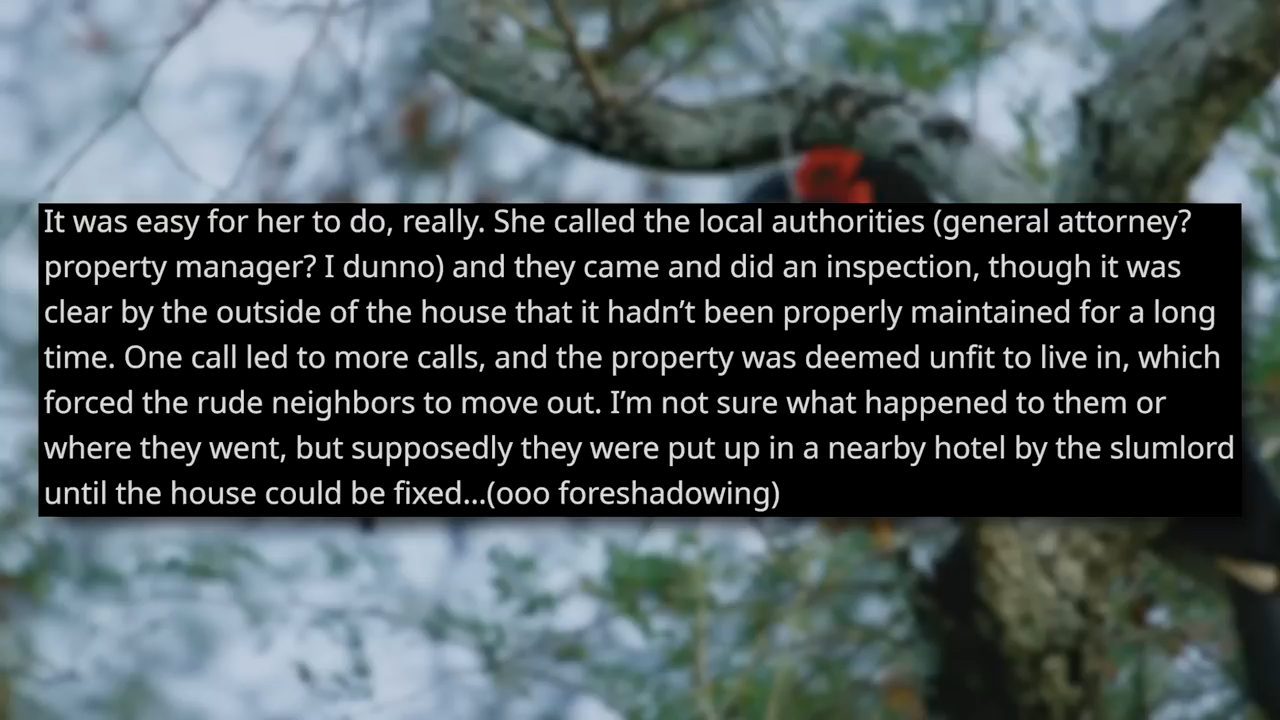 It was easy for her to do, really. She called the local authorities (general attorney?
property manager? I dunno) and they came and did an inspection, though it was
clear by the outside of the house that it hadn’t been properly maintained for a long
time. One call led to more calls, and the property was deemed unfit to live in, which
forced the rude neighbors to move out. I’m not sure what happened to them or
where they went, but supposedly they were put up in a nearby hotel by the slumlord
until the house could be fixed...(ooo foreshadowing)